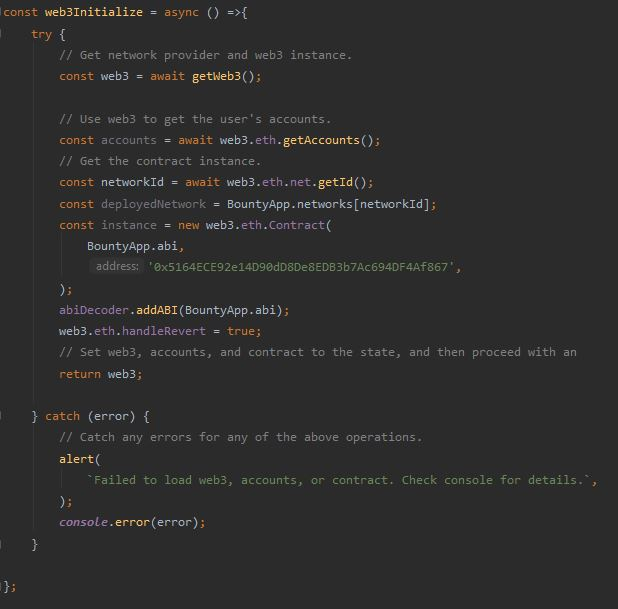 const web3Initialize = async () =>{
try {
// Get network provider and web3 instance.
const web3 = await getWeb3();
// Use web3 to get the user's accounts.
const accounts = await web3.eth.getAccounts();
// Get the contract instance.
const networkId = await web3.eth.net.getId();
const deployedNetwork = BountyApp.networks[networkId];
const instance = new web3.eth.Contract(
BountyApp.abi,
address: '0x5164ECE92e14D90dD8De8EDB3b7Ac694DF4Af867',
);
abiDecoder.addABI(BountyApp.abi);
web3.eth.handleRevert = true;
// Set web3, accounts, and contract to the state, and then proceed with an
return web3;
} catch (error) {
// Catch any errors for any of the above operations.
alert(
`Failed to load web3, accounts, or contract. Check console for details.`,
);
console.error(error);
}
};